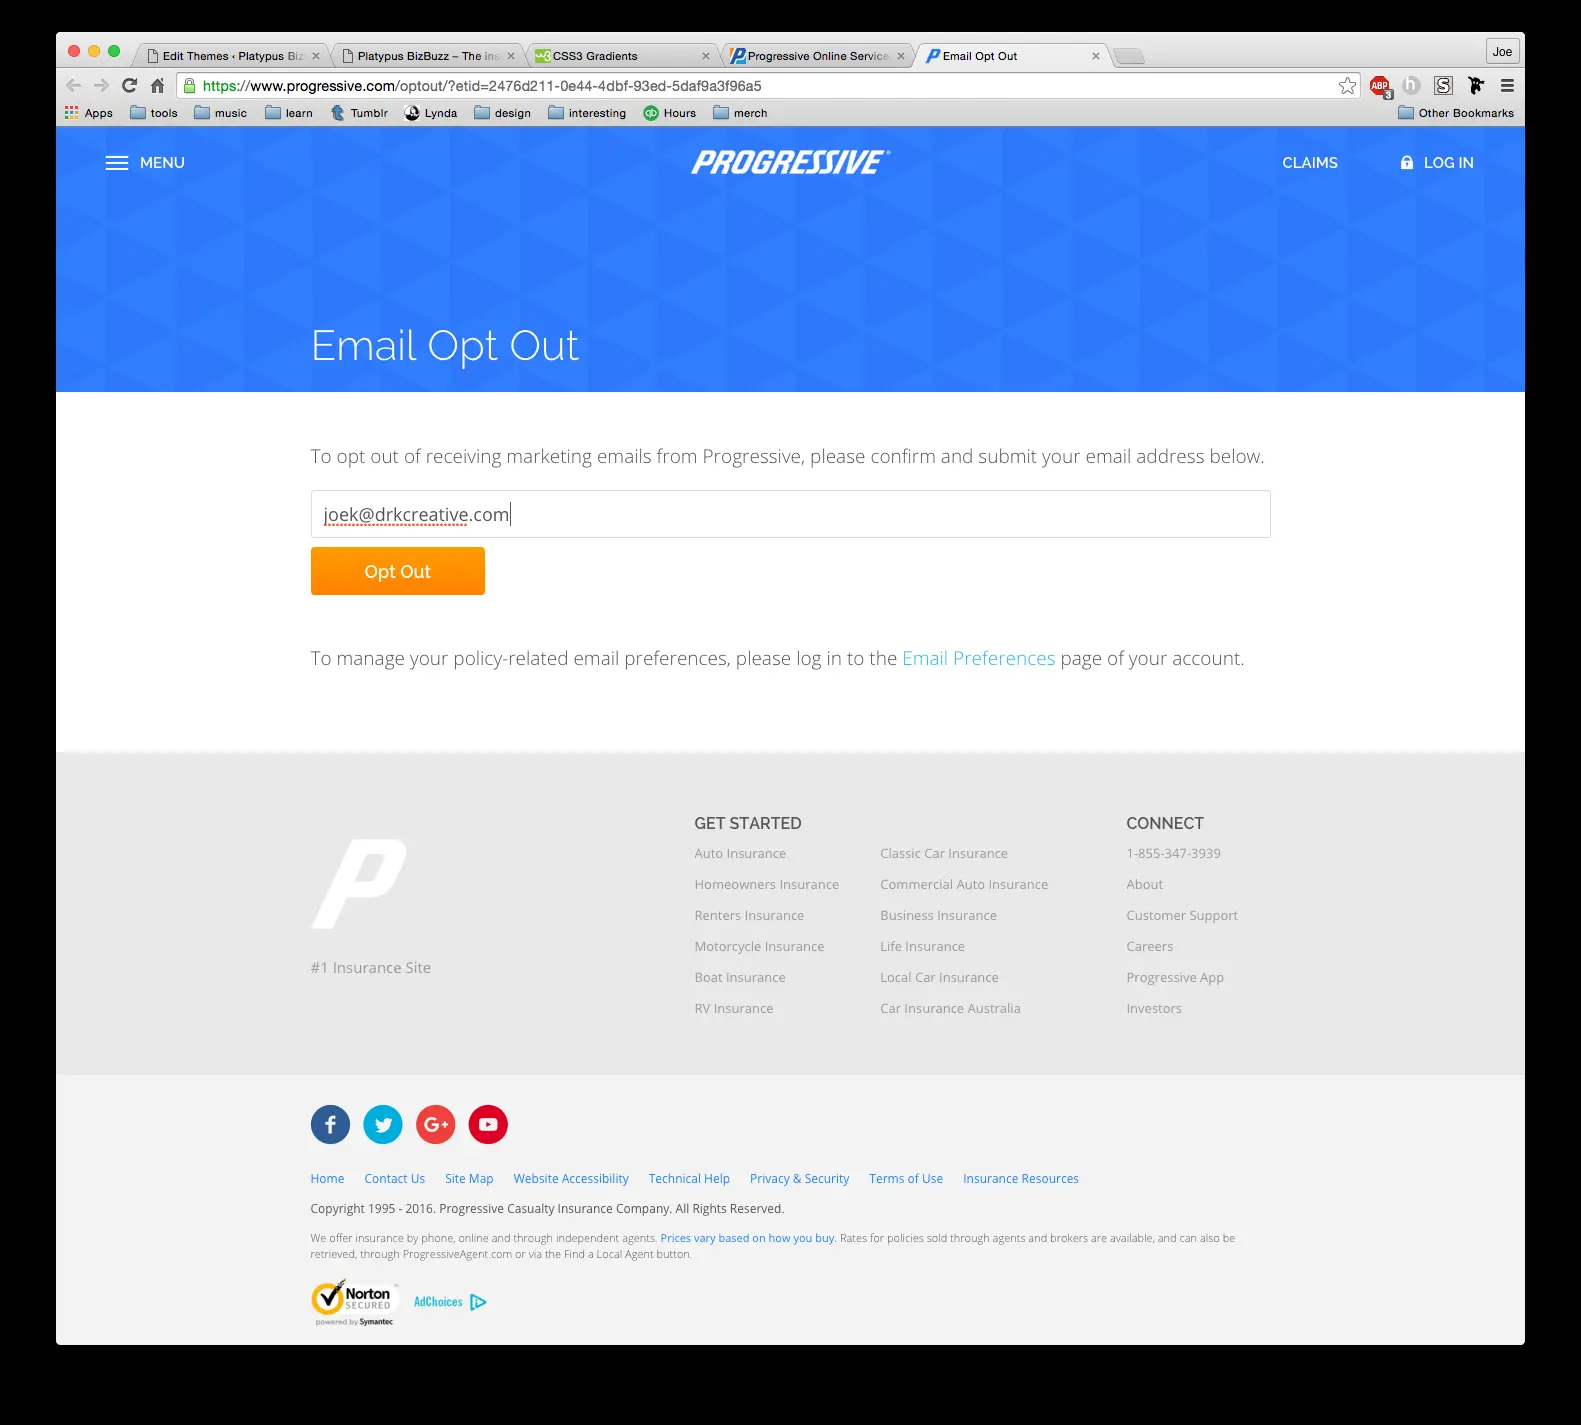 Edit Themes ‹ Platypus Biz
Platypus BizBuzz – The ins
w3
CSS3 Gradients
Progressive Online Service
Email Opt Out
Joe
https://www.progressive.com/optout/?etid=2476d211-0e44-4dbf-93ed-5daf9a3f96a5
ABP
3
h
S
Apps
tools
music
learn
Tumblr
Lynda
design
interesting
qb
Hours
merch
Other Bookmarks
MENU
PROGRESSIVE®
CLAIMS
LOG IN
Email Opt Out
To opt out of receiving marketing emails from Progressive, please confirm and submit your email address below.
joek@drkcreative.com
Opt Out
To manage your policy-related email preferences, please log in to the Email Preferences page of your account.
P
#1 Insurance Site
GET STARTED
Auto Insurance
Homeowners Insurance
Renters Insurance
Motorcycle Insurance
Boat Insurance
RV Insurance
Classic Car Insurance
Commercial Auto Insurance
Business Insurance
Life Insurance
Local Car Insurance
Car Insurance Australia
CONNECT
1-855-347-3939
About
Customer Support
Careers
Progressive App
Investors
f
G+
Home
Contact Us
Site Map
Website Accessibility
Technical Help
Privacy & Security
Terms of Use
Insurance Resources
Copyright 1995 - 2016. Progressive Casualty Insurance Company. All Rights Reserved.
We offer insurance by phone, online and through independent agents. Prices vary based on how you buy. Rates for policies sold through agents and brokers are available, and can also be
retrieved, through ProgressiveAgent.com or via the Find a Local Agent button.
Norton
SECURED
powered by Symantec
AdChoices